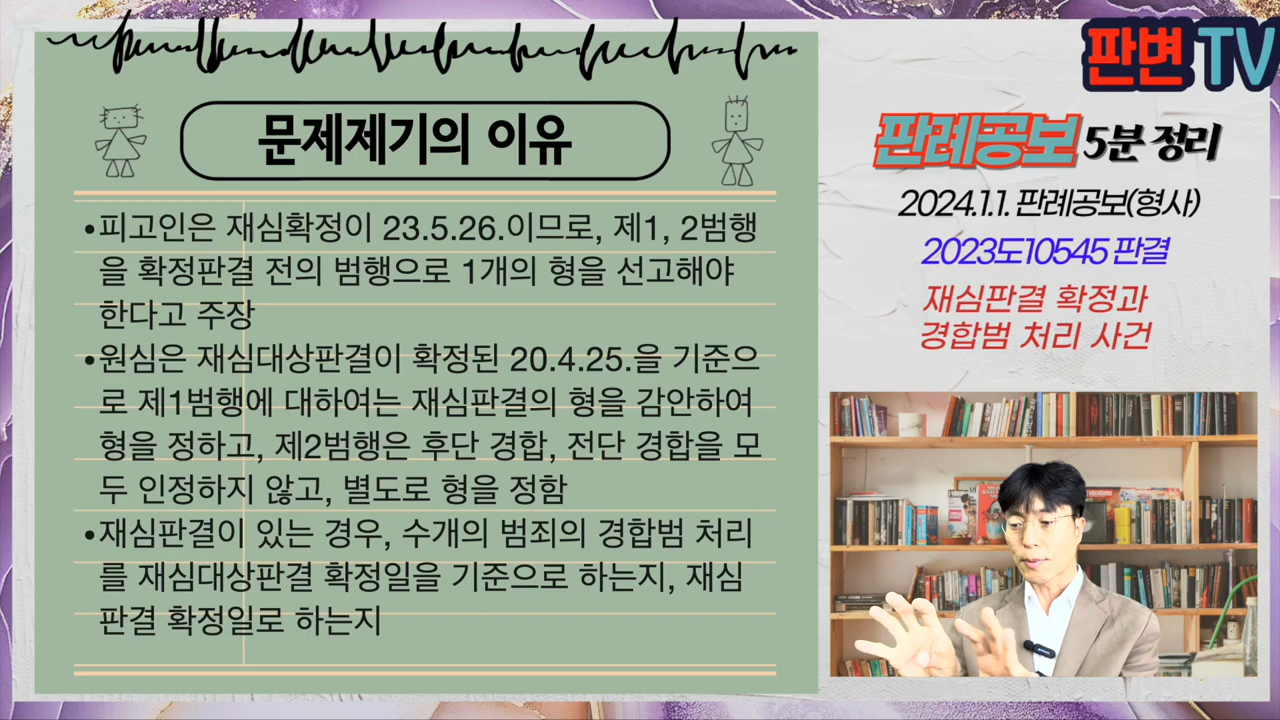 판변 TV
문제제기의 이유
•피고인은 재심확정이 23.5.26.이므로, 제1, 2범행
을 확정판결 전의 범행으로 1개의 형을 선고해야
한다고 주장
•원심은 재심대상판결이 확정된 20.4.25.을 기준으
로 제1범행에 대하여는 재심판결의 형을 감안하여
형을 정하고, 제2범행은 후단 경합, 전단 경합을 모
두 인정하지 않고, 별도로 형을 정함
•재심판결이 있는 경우, 수개의 범죄의 경합범 처리
를 재심대상판결 확정일을 기준으로 하는지, 재심
판결 확정일로 하는지
판례공보 5분 정리
2024.1.1. 판례공보(형사)
2023도10545 판결
재심판결 확정과
경합범 처리 사건